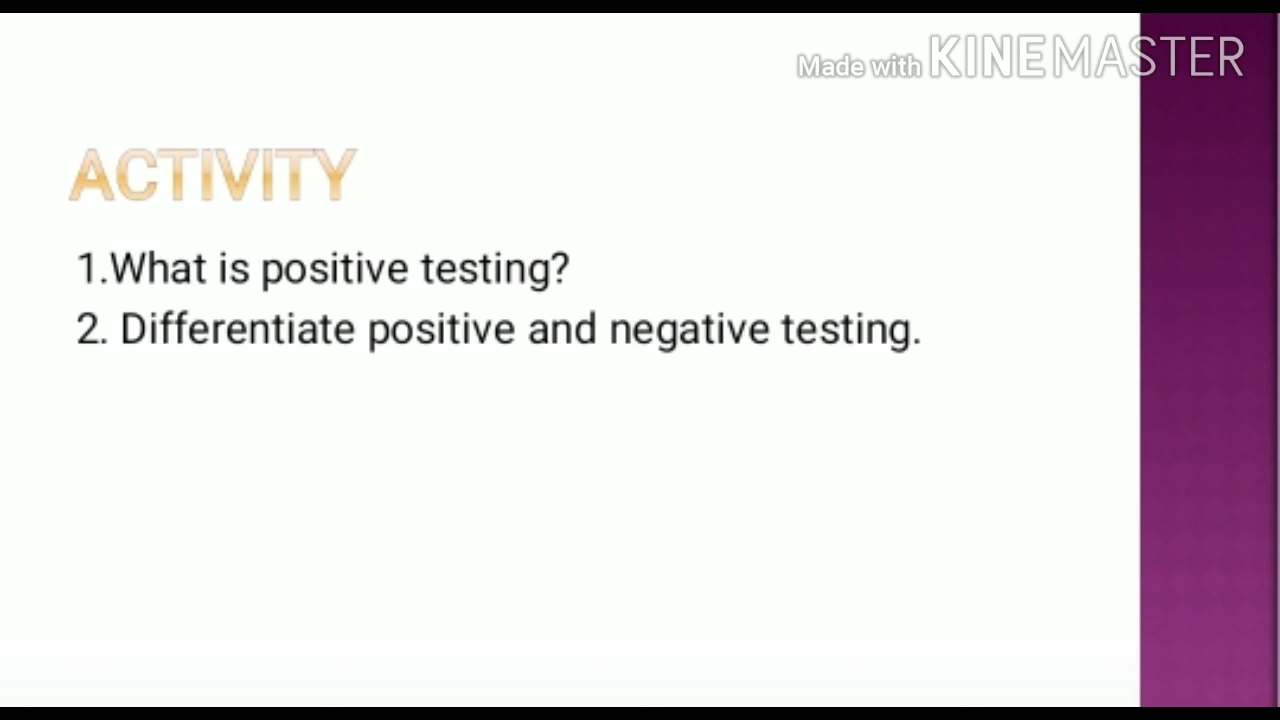 Made with KINEMASTER
ACTIVITY
1.What is positive testing?
2. Differentiate positive and negative testing.